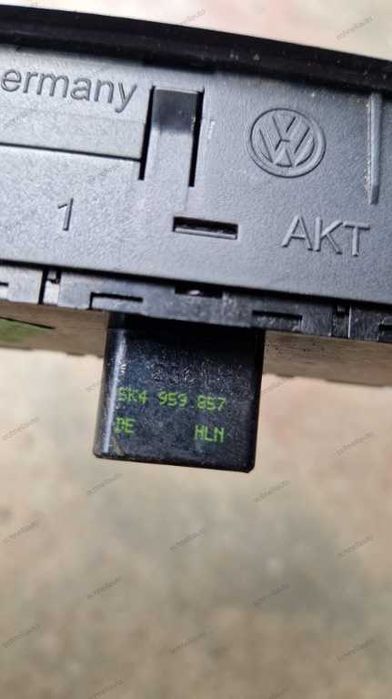 ermany
1 AKT
5K4 959 857
DE HLN